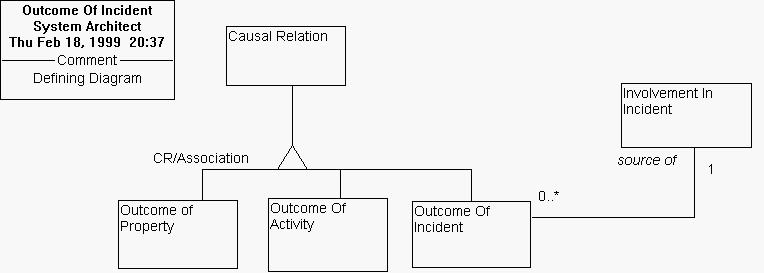 Outcome Of Incident
System Architect
Thu Feb 18, 1999 20:37
Comment
Defining Diagram
Causal Relation
Involvement In
Incident
CR/Association
source of
1
0..*
Outcome of
Property
Outcome Of
Activity
Outcome Of
Incident